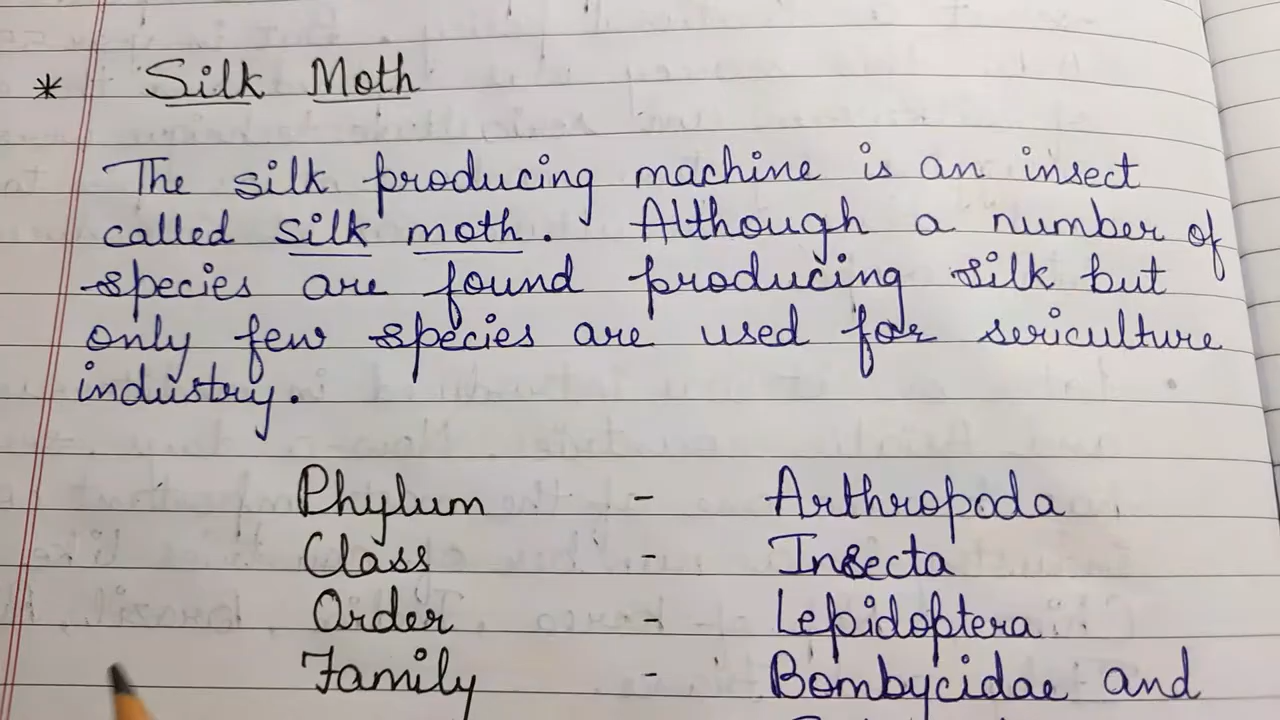 * Silk Moth
The silk producing machine is an insect
called silk moth. Although a number of
species are found producing silk but
only few species are used for sericulture
industry.
Phylum - Arthropoda
Class - Insecta
Order - Lepidoptera
Family - Bombycidae and